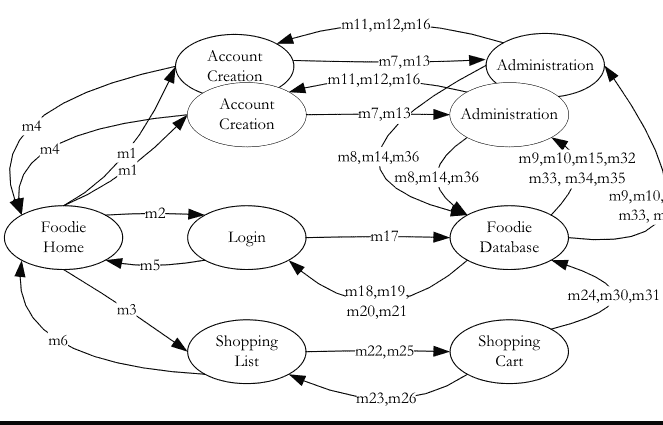 m11,m12,m16
Account
Creation
m7,m13
Administration
m11,m12,m16
Account
Creation
m7,m13
Administration
m4
m4
m1
m1
m8,m14,m36
m8,m14,m36
m9,m10,m15,m32
m33, m34,m35
m9,m10,
m33,
Foodie
Home
m2
Login
m17
Foodie
Database
m5
m18,m19,
m20,m21
m24,m30,m31
m3
m6
Shopping
List
m22,m25
Shopping
Cart
m23,m26